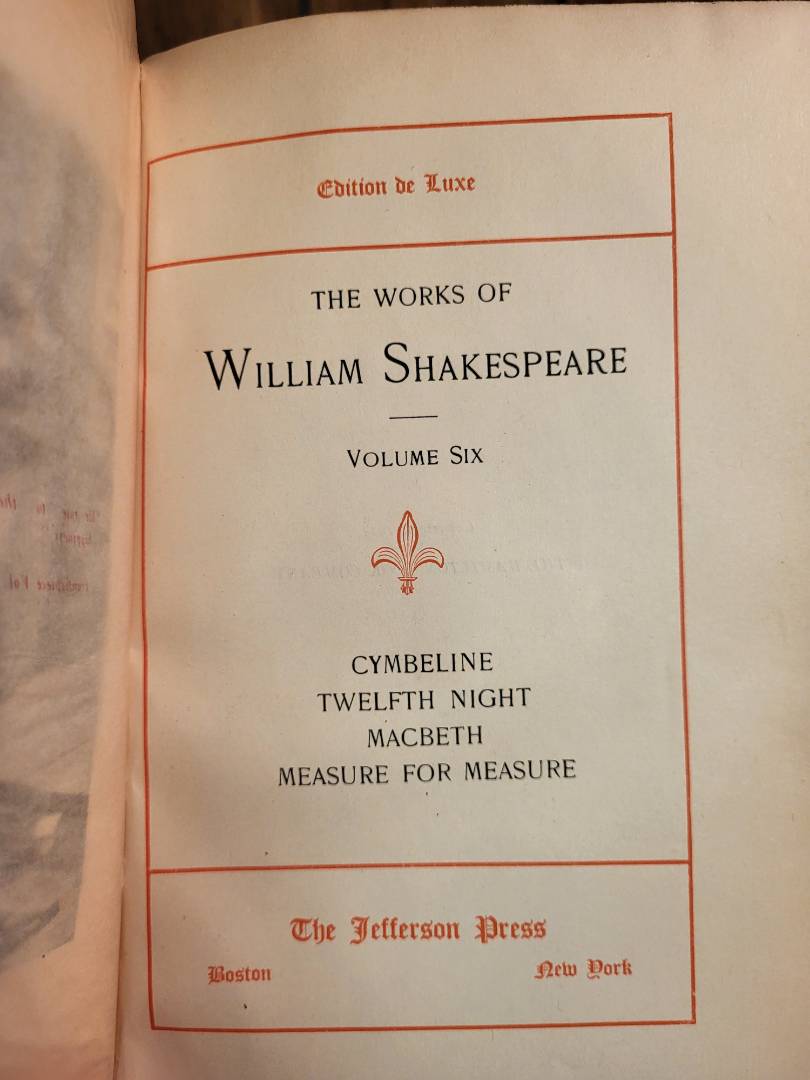 Edition de Luxe
THE WORKS OF
WILLIAM SHAKESPEARE
VOLUME SIX
CYMBELINE
TWELFTH NIGHT
MACBETH
MEASURE FOR MEASURE
The Jefferson Press
Boston New York